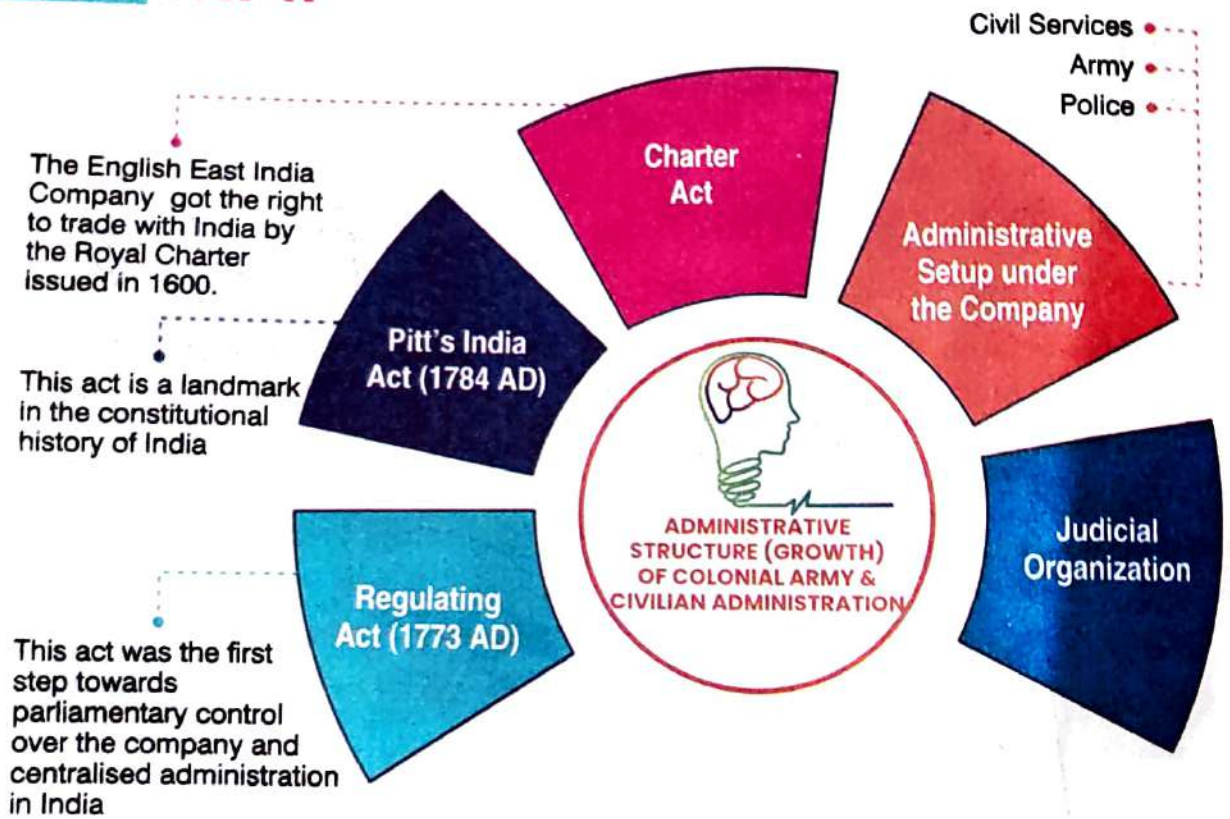 Civil Services
Army
Police
The English East India
Company got the right
to trade with India by
the Royal Charter
issued in 1600.
Charter
Act
Administrative
Setup under
the Company
Pitt's India
Act (1784 AD)
This act is a landmark
in the constitutional
history of India
ADMINISTRATIVE
STRUCTURE (GROWTH)
OF COLONIAL ARMY &
CIVILIAN ADMINISTRATION
Judicial
Organization
Regulating
Act (1773 AD)
This act was the first
step towards
parliamentary control
over the company and
centralised administration
in India